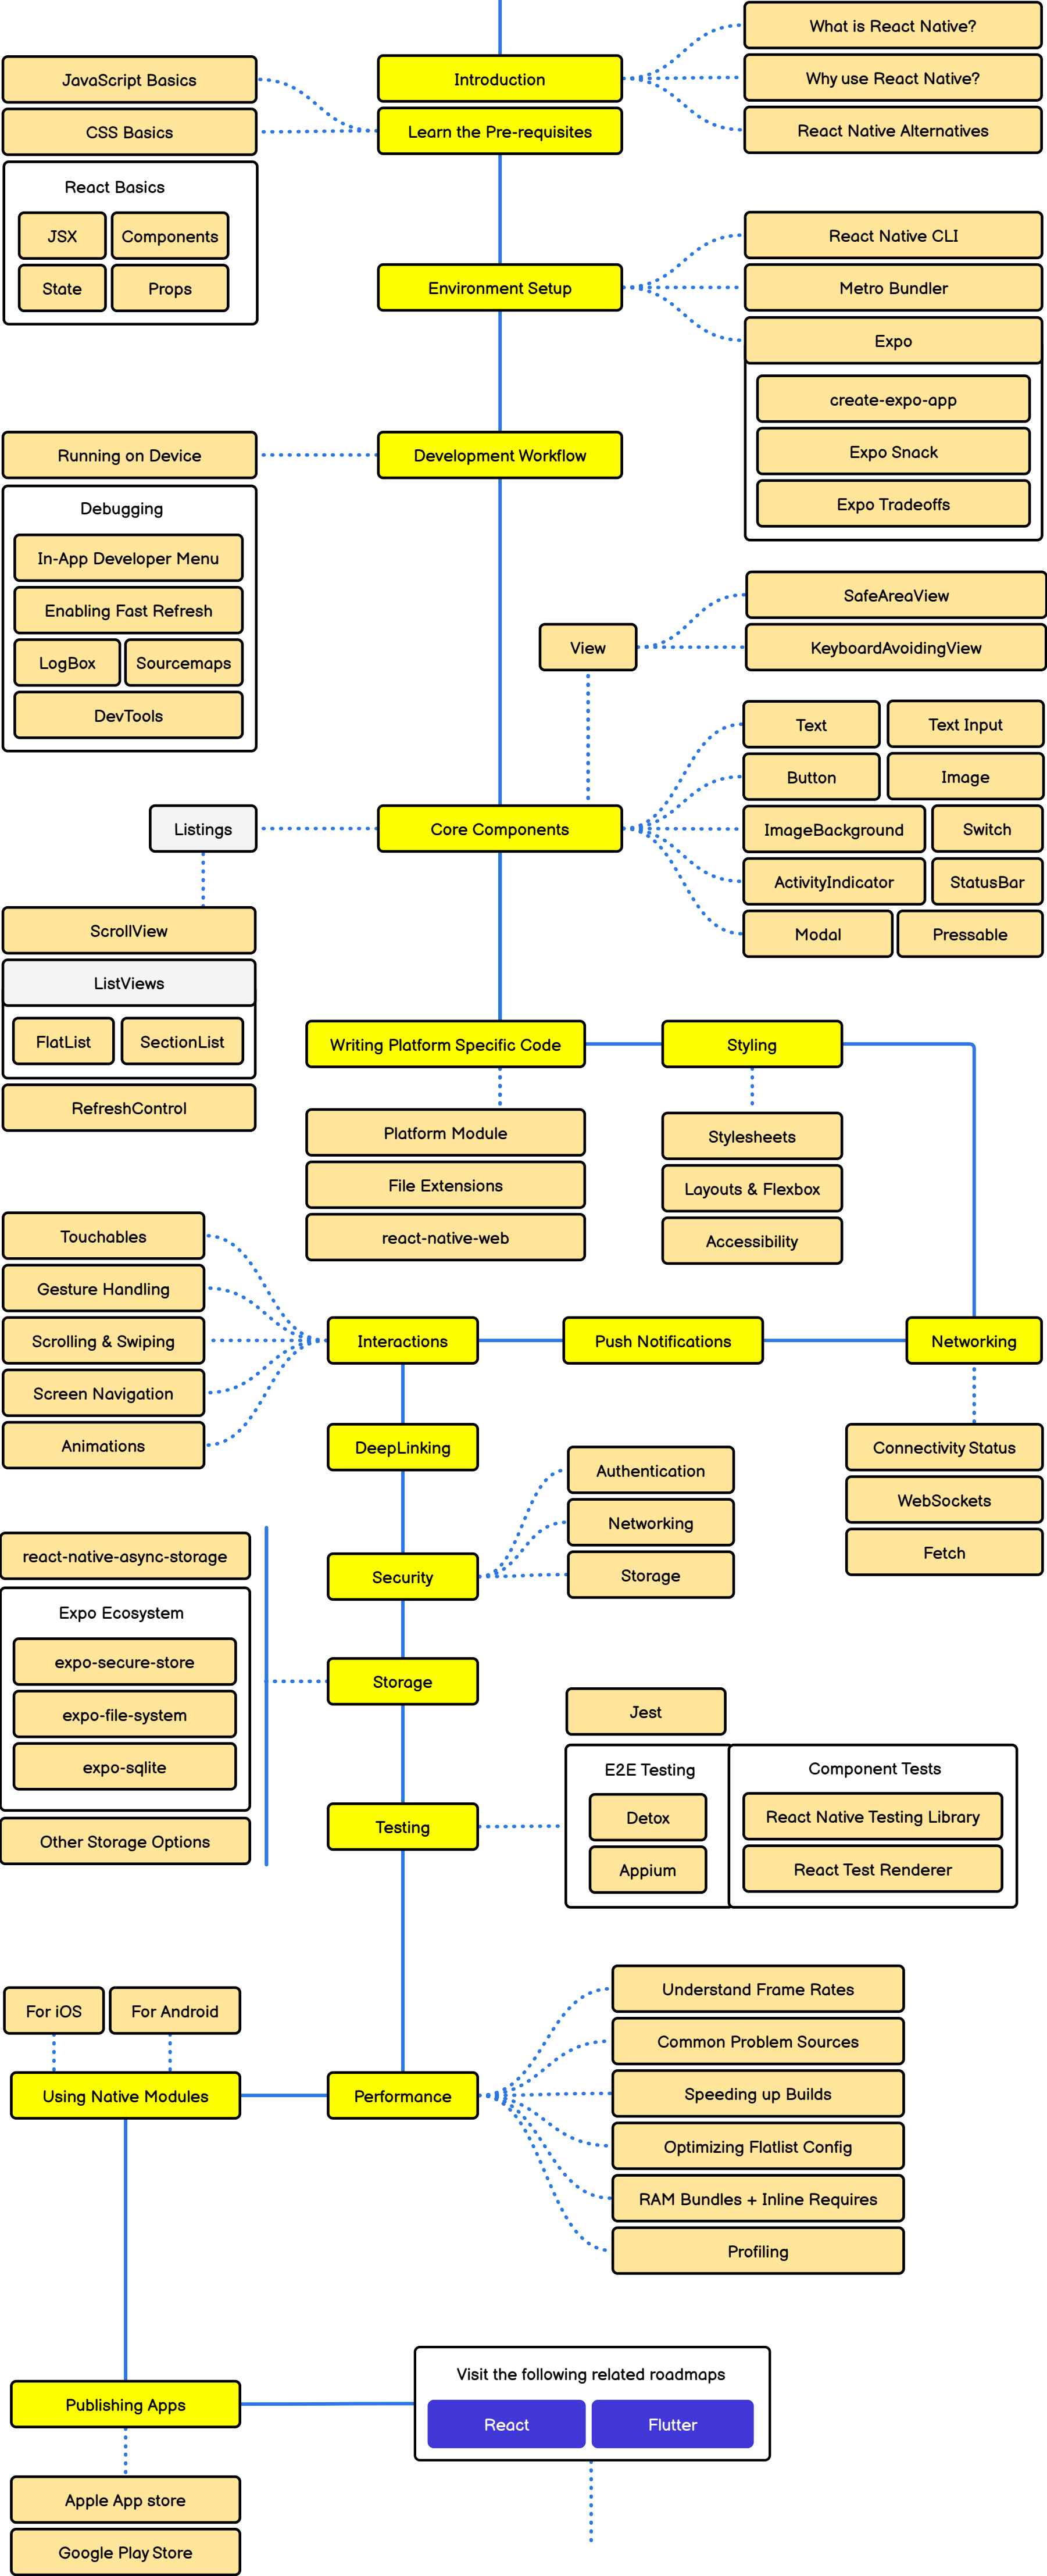 What is React Native?
JavaScript Basics
Introduction
Why use React Native?
CSS Basics
Learn the Pre-requisites
React Native Alternatives
React Basics
JSX
Components
State
Props
React Native CLI
Environment Setup
Metro Bundler
Expo
create-expo-app
Expo Snack
Expo Tradeoffs
Running on Device
Development Workflow
Debugging
In-App Developer Menu
Enabling Fast Refresh
LogBox
Sourcemaps
DevTools
SafeAreaView
View
KeyboardAvoidingView
Text
Text Input
Button
Image
Listings
Core Components
ImageBackground
Switch
ActivityIndicator
StatusBar
Modal
Pressable
ScrollView
ListViews
FlatList
SectionList
RefreshControl
Writing Platform Specific Code
Styling
Platform Module
File Extensions
react-native-web
Stylesheets
Layouts & Flexbox
Accessibility
Touchables
Gesture Handling
Scrolling & Swiping
Screen Navigation
Animations
Interactions
Push Notifications
Networking
DeepLinking
Connectivity Status
WebSockets
Fetch
Authentication
Networking
Storage
Security
react-native-async-storage
Expo Ecosystem
expo-secure-store
expo-file-system
expo-sqlite
Other Storage Options
Storage
Jest
E2E Testing
Detox
Appium
Component Tests
React Native Testing Library
React Test Renderer
Testing
For iOS
For Android
Using Native Modules
Performance
Understand Frame Rates
Common Problem Sources
Speeding up Builds
Optimizing Flatlist Config
RAM Bundles + Inline Requires
Profiling
Visit the following related roadmaps
React
Flutter
Publishing Apps
Apple App store
Google Play Store